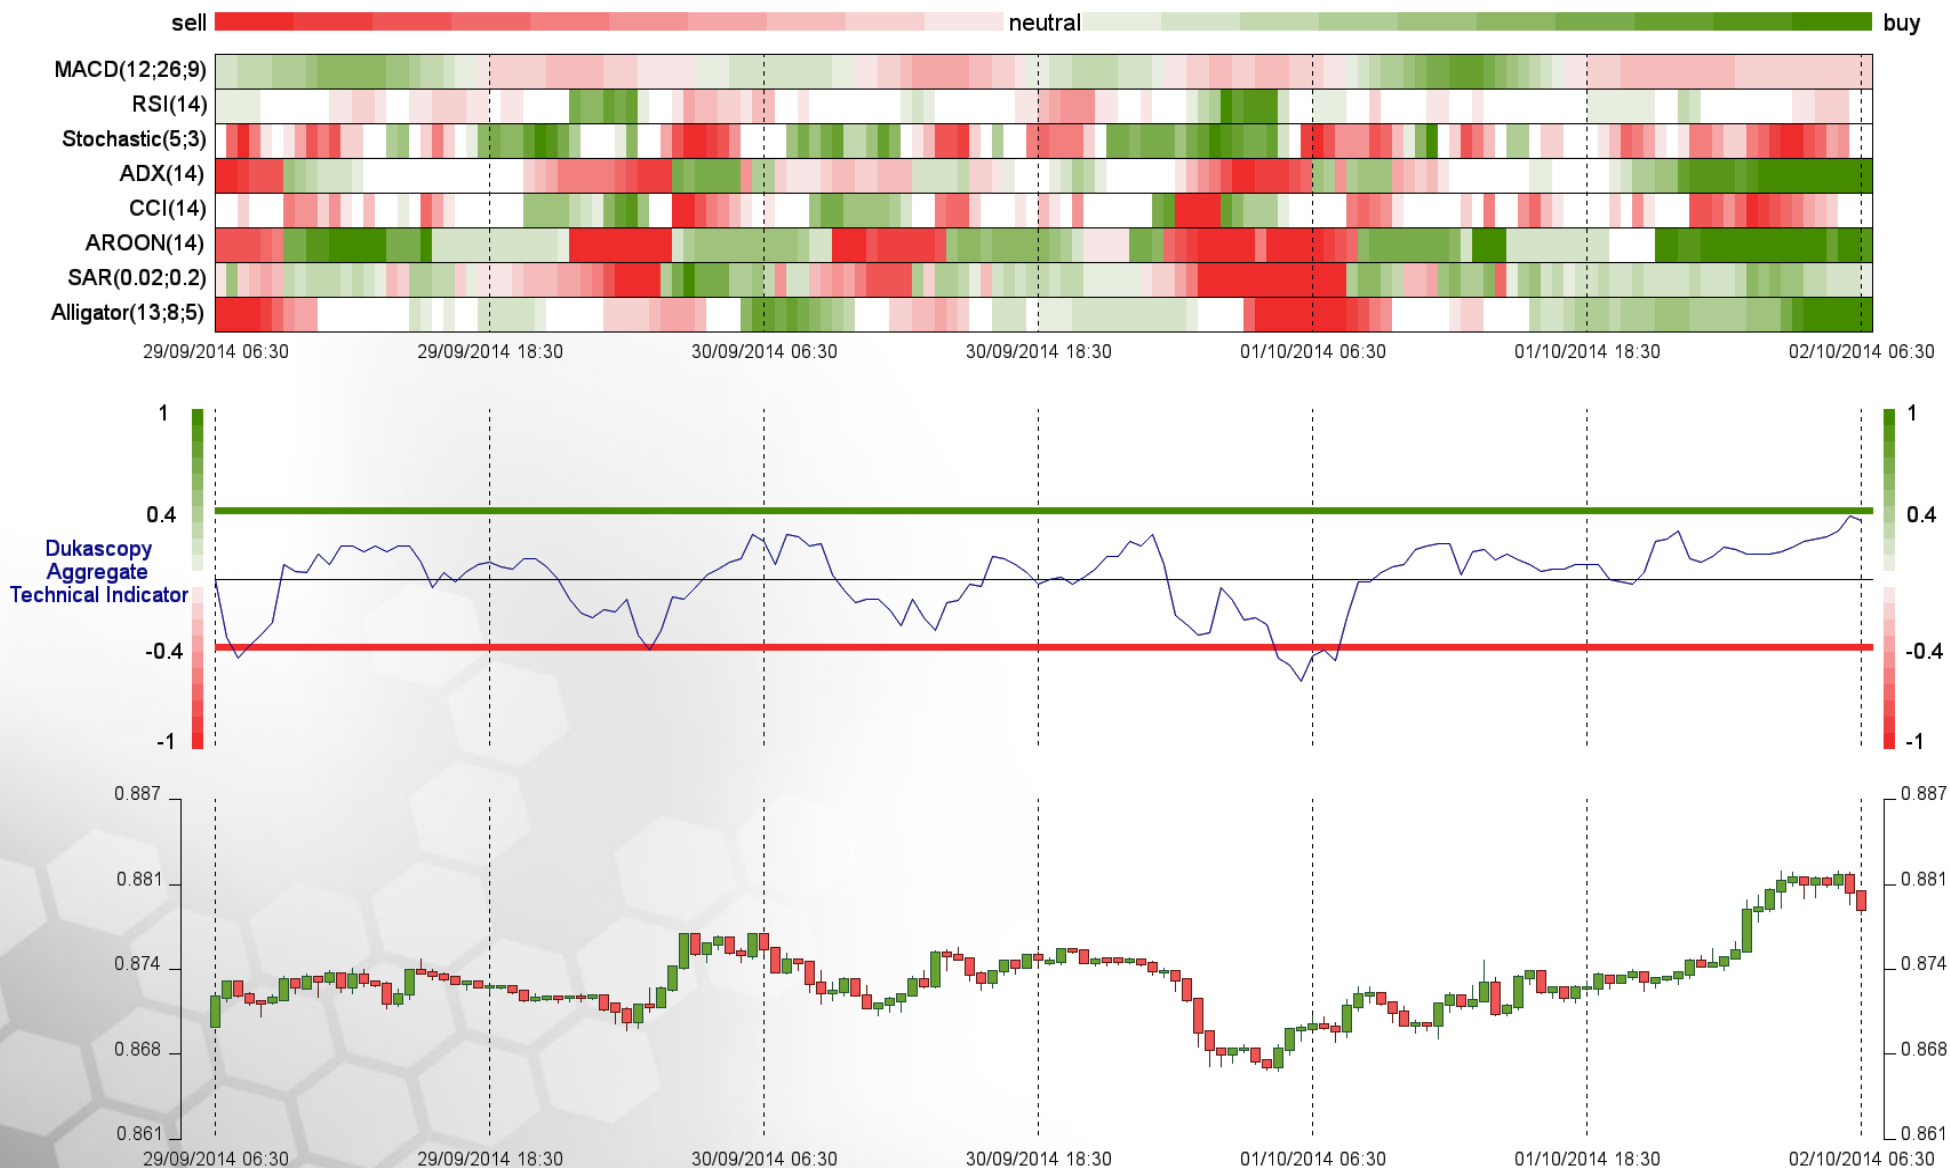 sell neutral buy
MACD(12;26;9)
RSI(14)
Stochastic(5;3)
ADX(14)
CCI(14)
AROON(14)
SAR(0.02;0.2)
Alligator(13;8;5)
29/09/2014 06:30 29/09/2014 18:30 30/09/2014 06:30 30/09/2014 18:30 01/10/2014 06:30 01/10/2014 18:30 02/10/2014 06:30
1 1
0.4 0.4
Dukascopy
Aggregate
Technical Indicator
-0.4 -0.4
-1 -1
0.887 0.887
0.881 0.881
0.874 0.874
0.868 0.868
0.861 0.861
29/09/2014 06:30 29/09/2014 18:30 30/09/2014 06:30 30/09/2014 18:30 01/10/2014 06:30 01/10/2014 18:30 02/10/2014 06:30